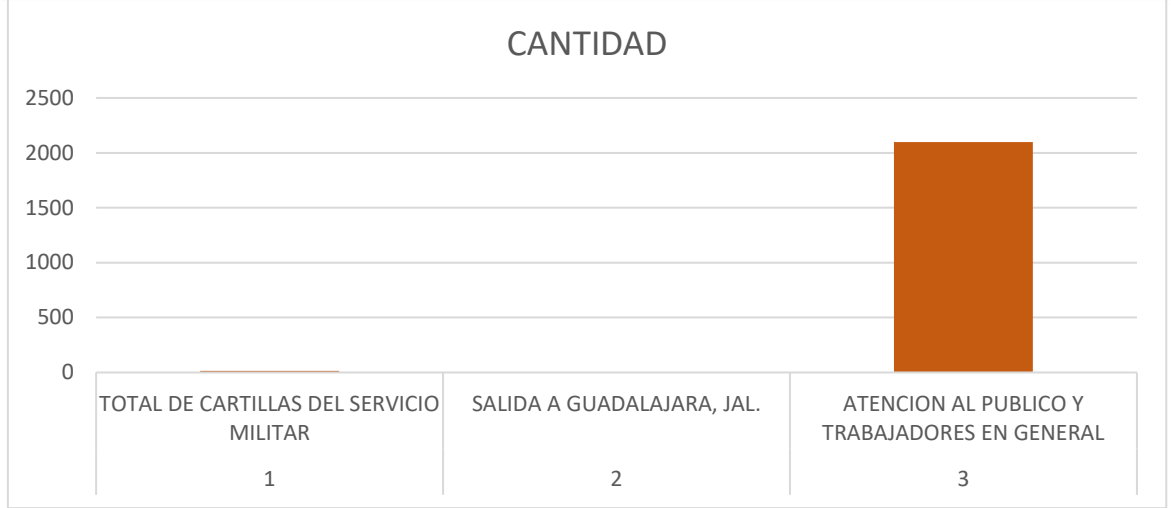 CANTIDAD
2500
2000
1500
1000
500
0
TOTAL DE CARTILLAS DEL SERVICIO
MILITAR
SALIDA A GUADALAJARA, JAL.
ATENCION AL PUBLICO Y
TRABAJADORES EN GENERAL
1
2
3